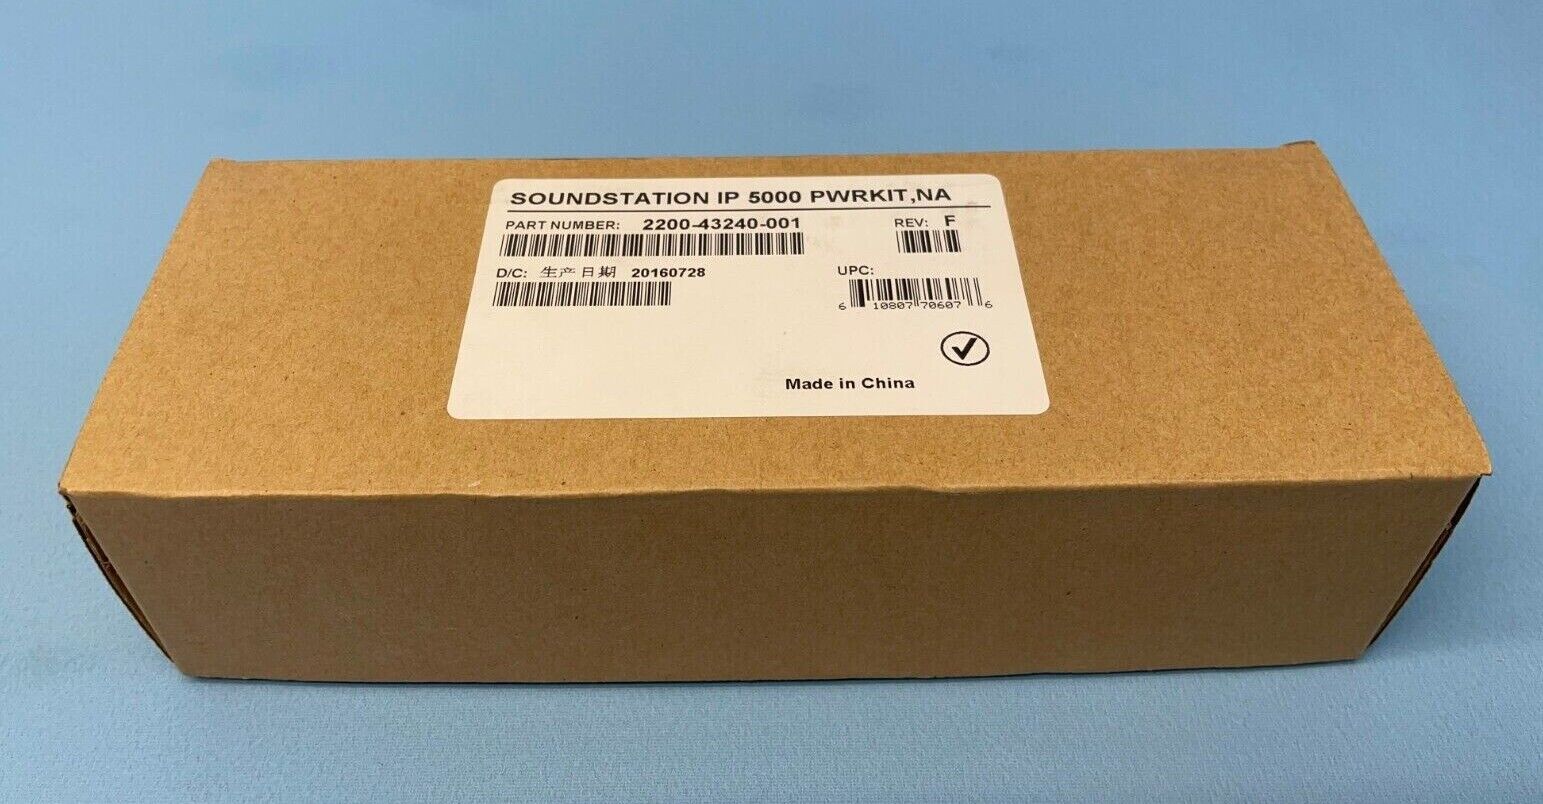 SOUNDSTATION IP 5000 PWRKIT,NA
PART NUMBER: 2200-43240-001 REV: F
D/C: 生产日期 20160728 UPC:
6 10807 70607 6
Made in China